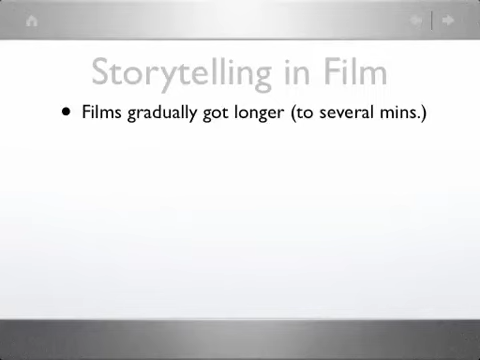 Storytelling in Film
• Films gradually got longer (to several mins.)